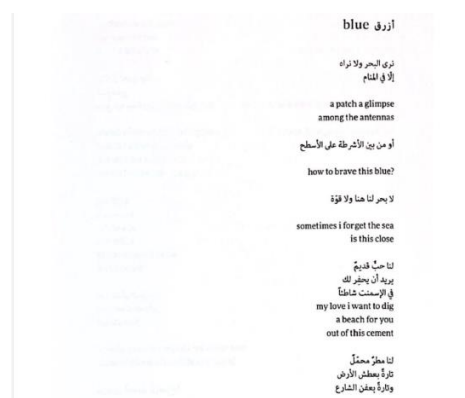 أزرق blue
نرى البحر ولا نراه
إلّا في المنام
a patch a glimpse
among the antennas
أو من بين الأشرطة على الأسطح
how to brave this blue?
لا بحر لنا هنا ولا قوّة
sometimes i forget the sea
is this close
لنا حبٌّ قديمٌ
يريد أن يحفر لك
في الإسمنت شاطئاً
my love i want to dig
a beach for you
out of this cement
لنا مطرٌ محمّلٌ
تارةً بعطش الأرض
وتارةً بعفن الشارع